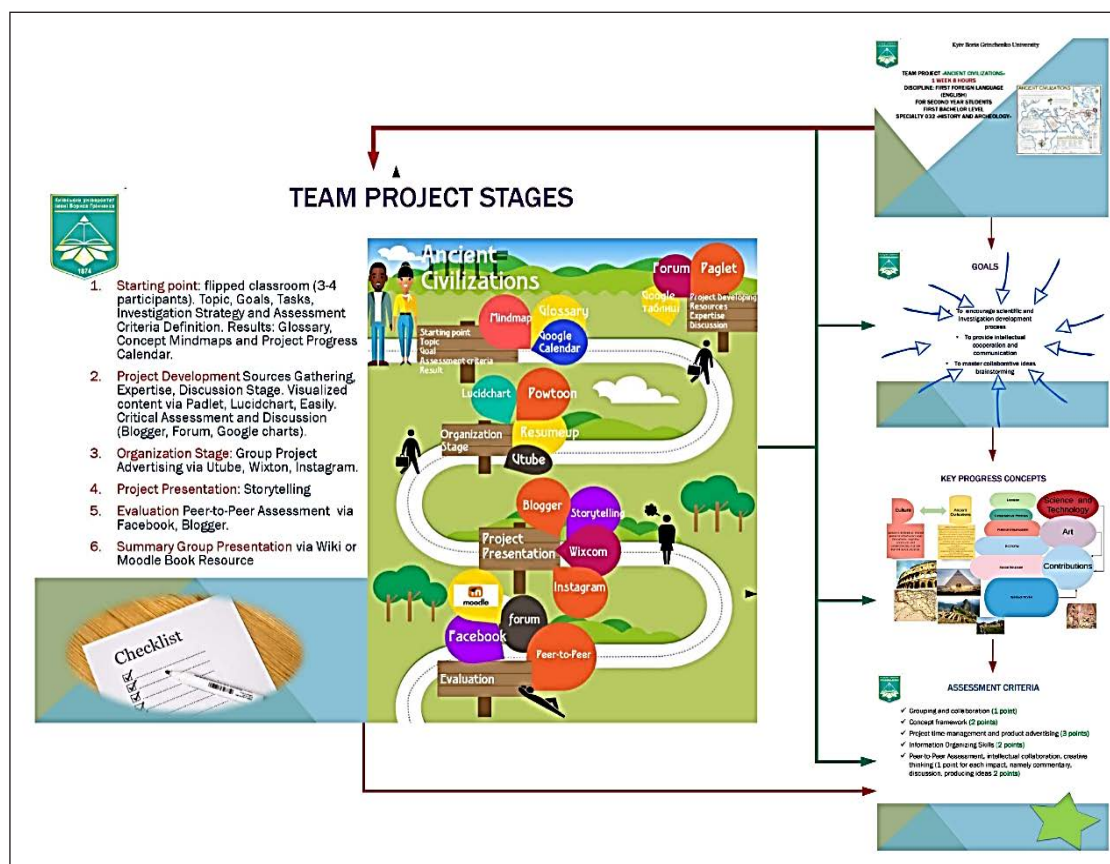 Kyiv Boris Grinchenko University
TEAM PROJECT «ANCIENT CIVILIZATIONS»
1 WEEK 8 HOURS
DISCIPLINE: FIRST FOREIGN LANGUAGE
(ENGLISH)
FOR SECOND YEAR STUDENTS
FIRST BACHELOR LEVEL
SPECIALTY 032 «HISTORY AND ARCHEOLOGY»
ANCIENT CIVILIZATIONS
TEAM PROJECT STAGES
1874
1. Starting point: flipped classroom (3-4
participants). Topic, Goals, Tasks,
Investigation Strategy and Assessment
Criteria Definition. Results: Glossary,
Concept Mindmaps and Project Progress
Calendar.
2. Project Development Sources Gathering,
Expertise, Discussion Stage. Visualized
content via Padlet, Lucidchart, Easily.
Critical Assessment and Discussion
(Blogger, Forum, Google charts).
3. Organization Stage: Group Project
Advertising via Utube, Wixton, Instagram.
4. Project Presentation: Storytelling
5. Evaluation Peer-to-Peer Assessment via
Facebook, Blogger.
6. Summary Group Presentation via Wiki or
Moodle Book Resource
Checklist
Ancient
Civilizations
Mindmap
Glossary
Google
Calendar
Starting point
Topic
Goal
Assessment criteria
Result
Forum
Paglet
Google
Project Developing
Resources
Expertise
Discussion
Lucidchart
Powtoon
Resumeup
Utube
Organization
Stage
Blogger
Storytelling
Wixcom
Instagram
Project
Presentation
moodle
forum
Facebook
Peer-to-Peer
Evaluation
GOALS
To encourage scientific and
investigation development
process
• To provide intellectual
cooperation and
communication
• To master collaborative ideas
brainstorming
KEY PROGRESS CONCEPTS
Culture
Science and
Technology
Art
Contributions
ASSESSMENT CRITERIA
✓ Grouping and collaboration (1 point)
✓ Concept framework (2 points)
✓ Project time management and product advertising (3 points)
✓ Information Organizing Skills (2 points)
✓ Peer-to-Peer Assessment, intellectual collaboration, creative
thinking (1 point for each impact, namely commentary,
discussion, producing ideas 2 points)